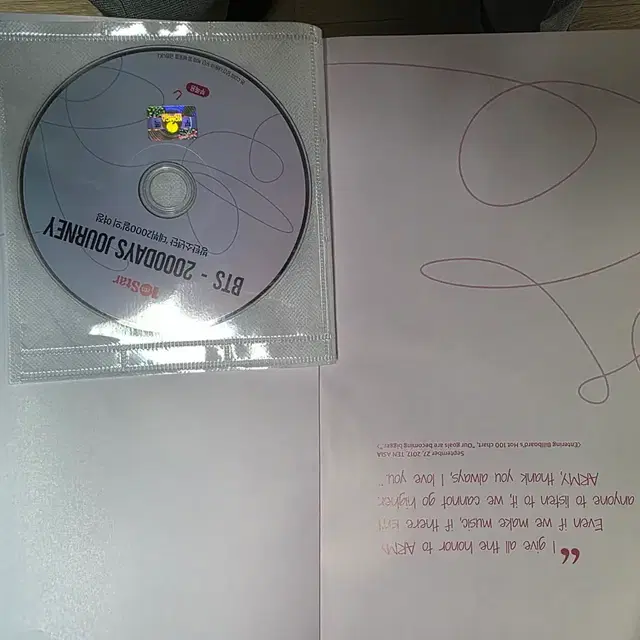 10Star
BTS - 2000DAYS JOURNEY
방탄소년단 데뷔2000일의 여정
“I give all the honor to ARMY.
Even if we make music, if there isn't
anyone to listen to it, we cannot go higher.
ARMY, thank you always, I love you.”
September 27, 2017, TEN ASIA
(Entering Billboard's Hot 100 chart, "Our goals are becoming bigger.")